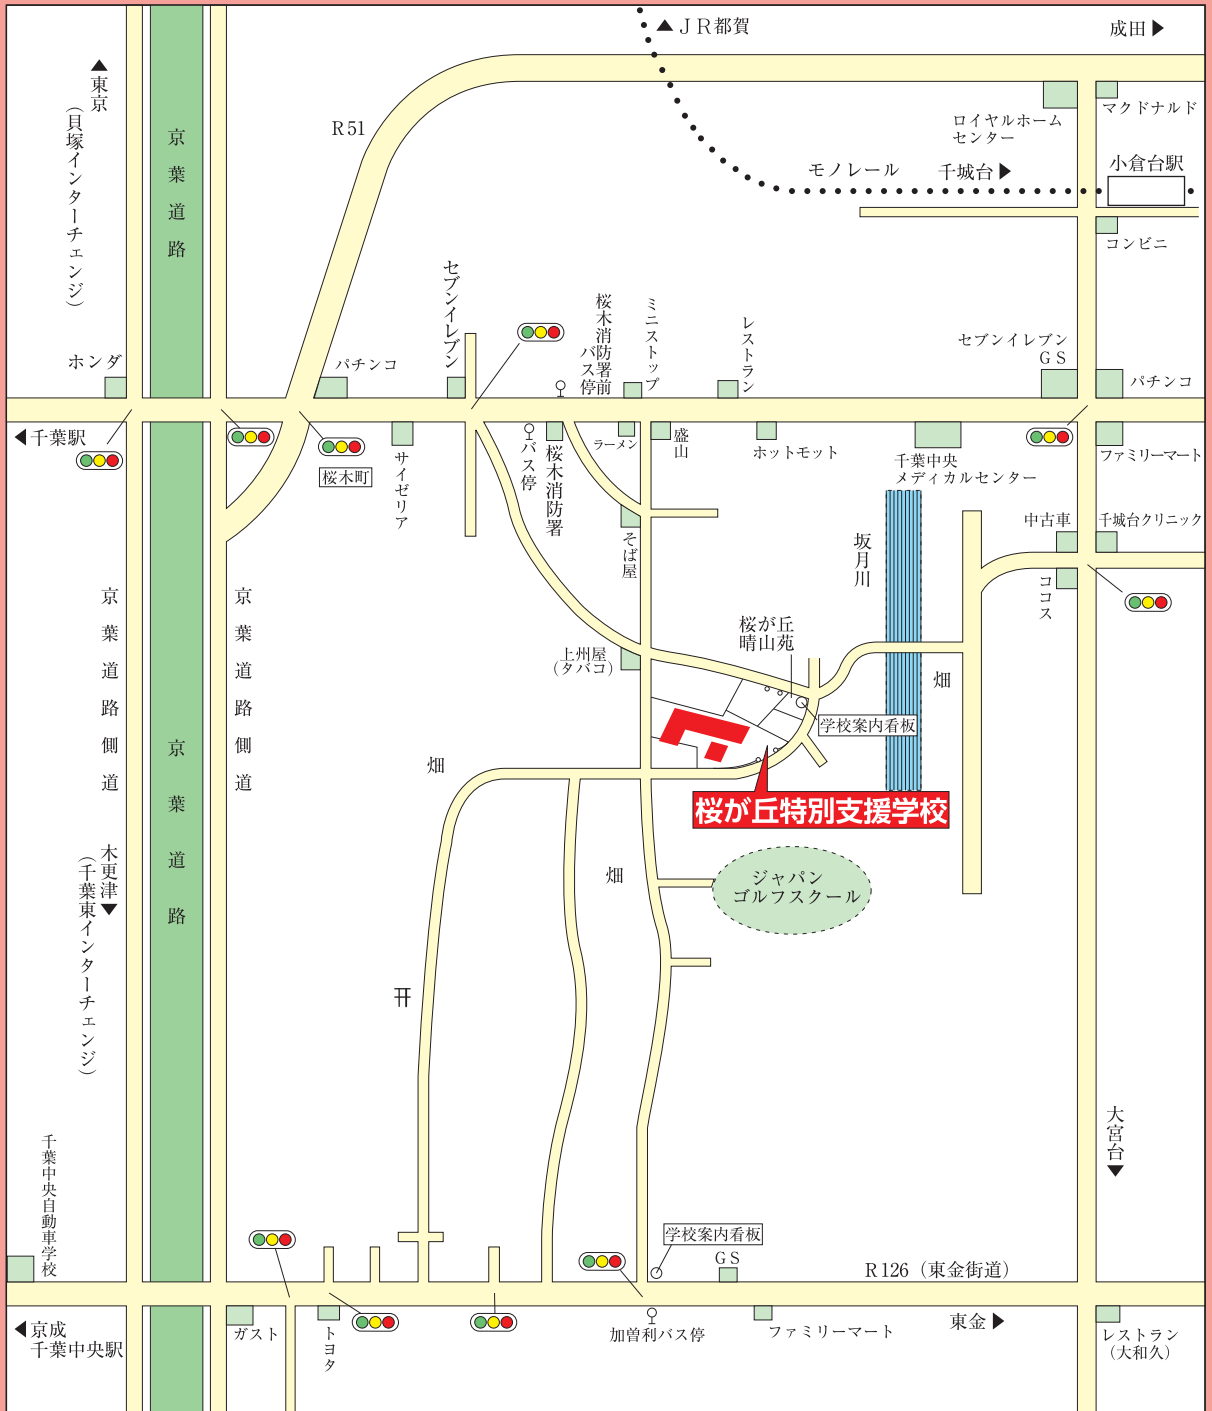 ▲ＪＲ都賀
成田▶
▲東京
（貝塚インターチェンジ）
京葉道路
R51
ロイヤルホーム
センター
マクドナルド
モノレール
千城台▶
小倉台駅
コンビニ
セブンイレブン
桜木消防署前
バス停
ミニストップ
レストラン
セブンイレブン
ＧＳ
ホンダ
パチンコ
パチンコ
◀千葉駅
桜木町
サイゼリア
バス停
桜木消防署
ラーメン
盛山
ホットモット
千葉中央
メディカルセンター
ファミリーマート
そば屋
坂月川
中古車
千城台クリニック
ココス
京葉道路側道
京葉道路側道
桜が丘
晴山苑
上州屋
（タバコ）
畑
学校案内看板
京葉道路
畑
桜が丘特別支援学校
木更津▼
（千葉東インターチェンジ）
畑
ジャパン
ゴルフスクール
大宮台▼
千葉中央自動車学校
学校案内看板
ＧＳ
R126（東金街道）
◀京成
千葉中央駅
ガスト
トヨタ
加曽利バス停
ファミリーマート
東金▶
レストラン
（大和久）